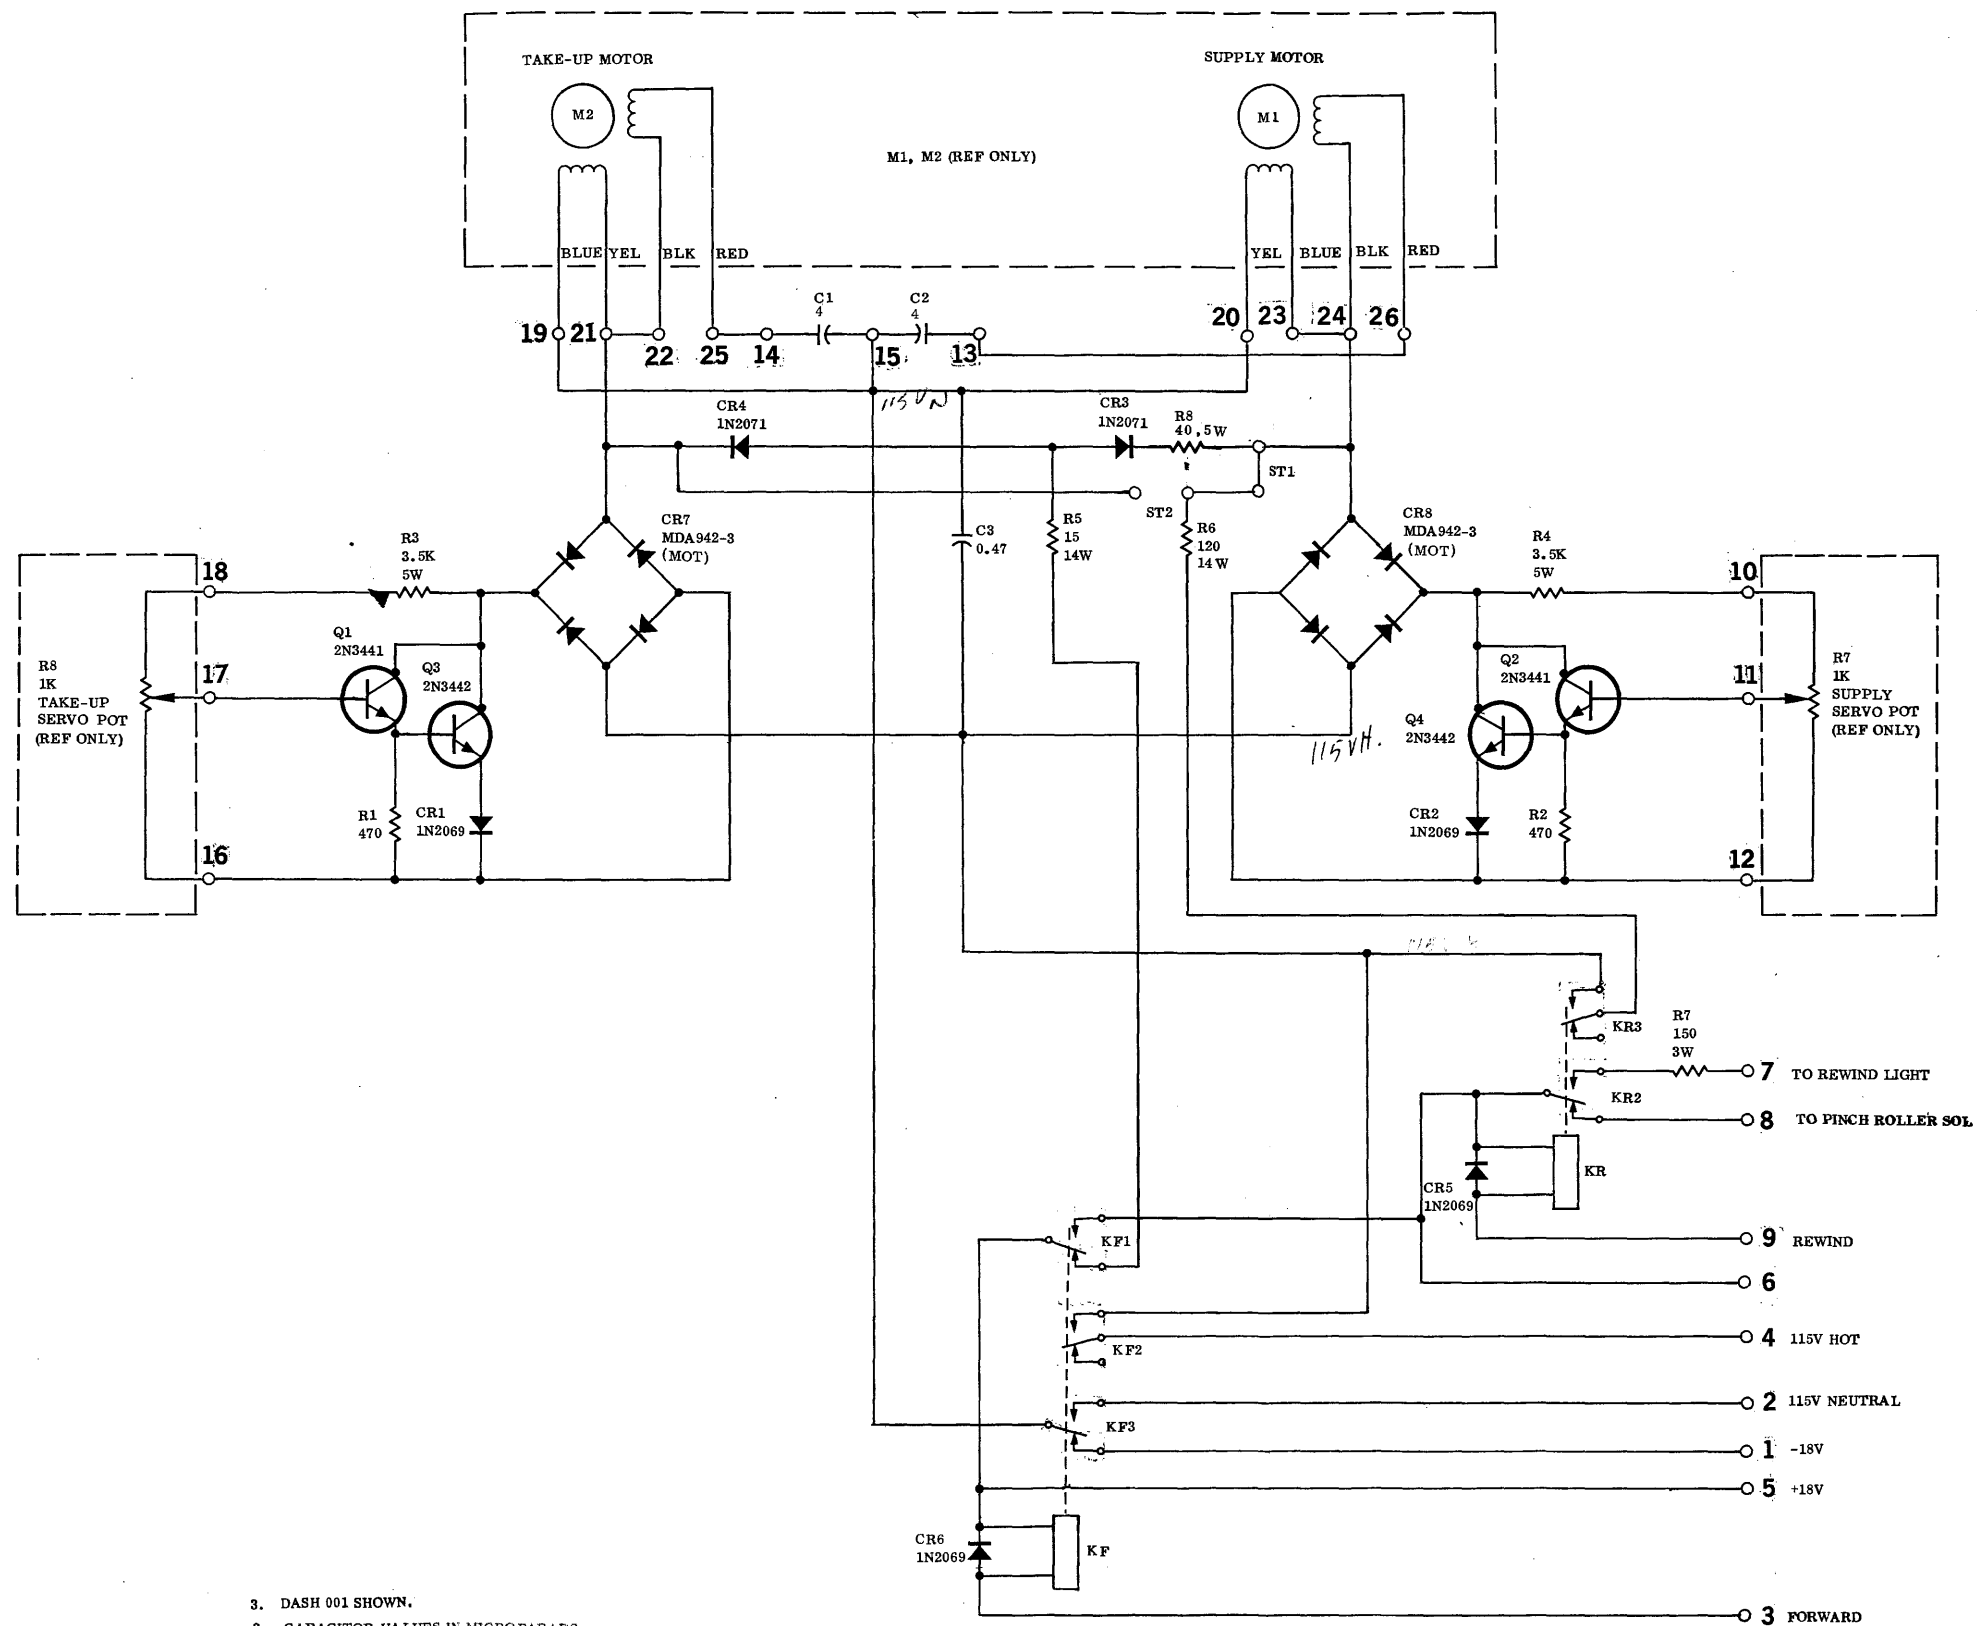 TAKE-UP MOTOR
SUPPLY MOTOR
M2
M1
M1, M2 (REF ONLY)
BLUE
YEL
BLK
RED
YEL
BLUE
BLK
RED
C1
4
C2
4
19
21
22
25
14
15
13
20
23
24
26
115VN
CR4
1N2071
CR3
1N2071
R8
40,5W
ST1
ST2
CR7
MDA942-3
(MOT)
C3
0.47
R5
15
14W
R6
120
14W
CR8
MDA942-3
(MOT)
R3
3.5K
5W
R4
3.5K
5W
18
10
Q1
2N3441
Q3
2N3442
R8
1K
TAKE-UP
SERVO POT
(REF ONLY)
17
Q2
2N3441
Q4
2N3442
11
R7
1K
SUPPLY
SERVO POT
(REF ONLY)
115VH.
R1
470
CR1
1N2069
CR2
1N2069
R2
470
16
12
KR3
R7
150
3W
7 TO REWIND LIGHT
KR2
8 TO PINCH ROLLER SOL
KR
CR5
1N2069
KF1
9 REWIND
6
KF2
4 115V HOT
2 115V NEUTRAL
KF3
1 -18V
5 +18V
CR6
1N2069
KF
3. DASH 001 SHOWN.
3 FORWARD